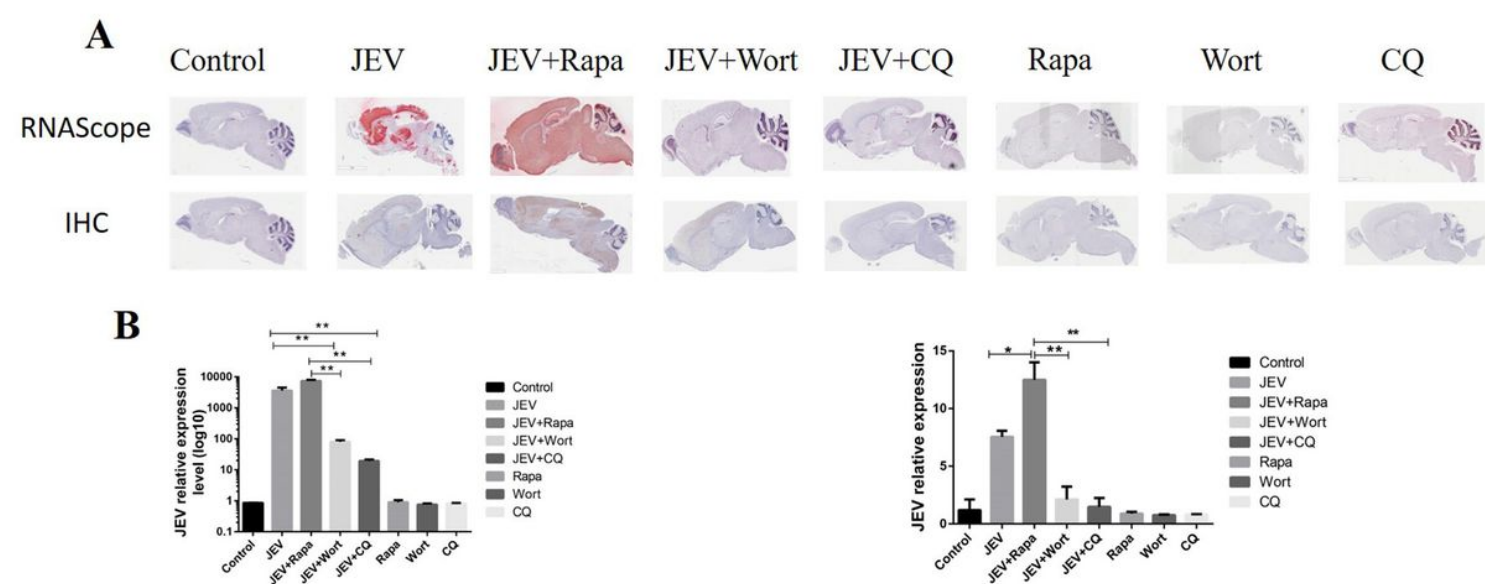 A
Control JEV JEV+Rapa JEV+Wort JEV+CQ Rapa Wort CQ
RNAScope
IHC
B
** 
**
**
**
JEV relative expression
level (log10)
10000
1000
100
10
1
0.1
Control JEV JEV+Rapa JEV+Wort JEV+CQ Rapa Wort CQ
Control
JEV
JEV+Rapa
JEV+Wort
JEV+CQ
Rapa
Wort
CQ
**
* **
JEV relative expression
15
10
5
0
Control JEV JEV+Rapa JEV+Wort JEV+CQ Rapa Wort CQ
Control
JEV
JEV+Rapa
JEV+Wort
JEV+CQ
Rapa
Wort
CQ